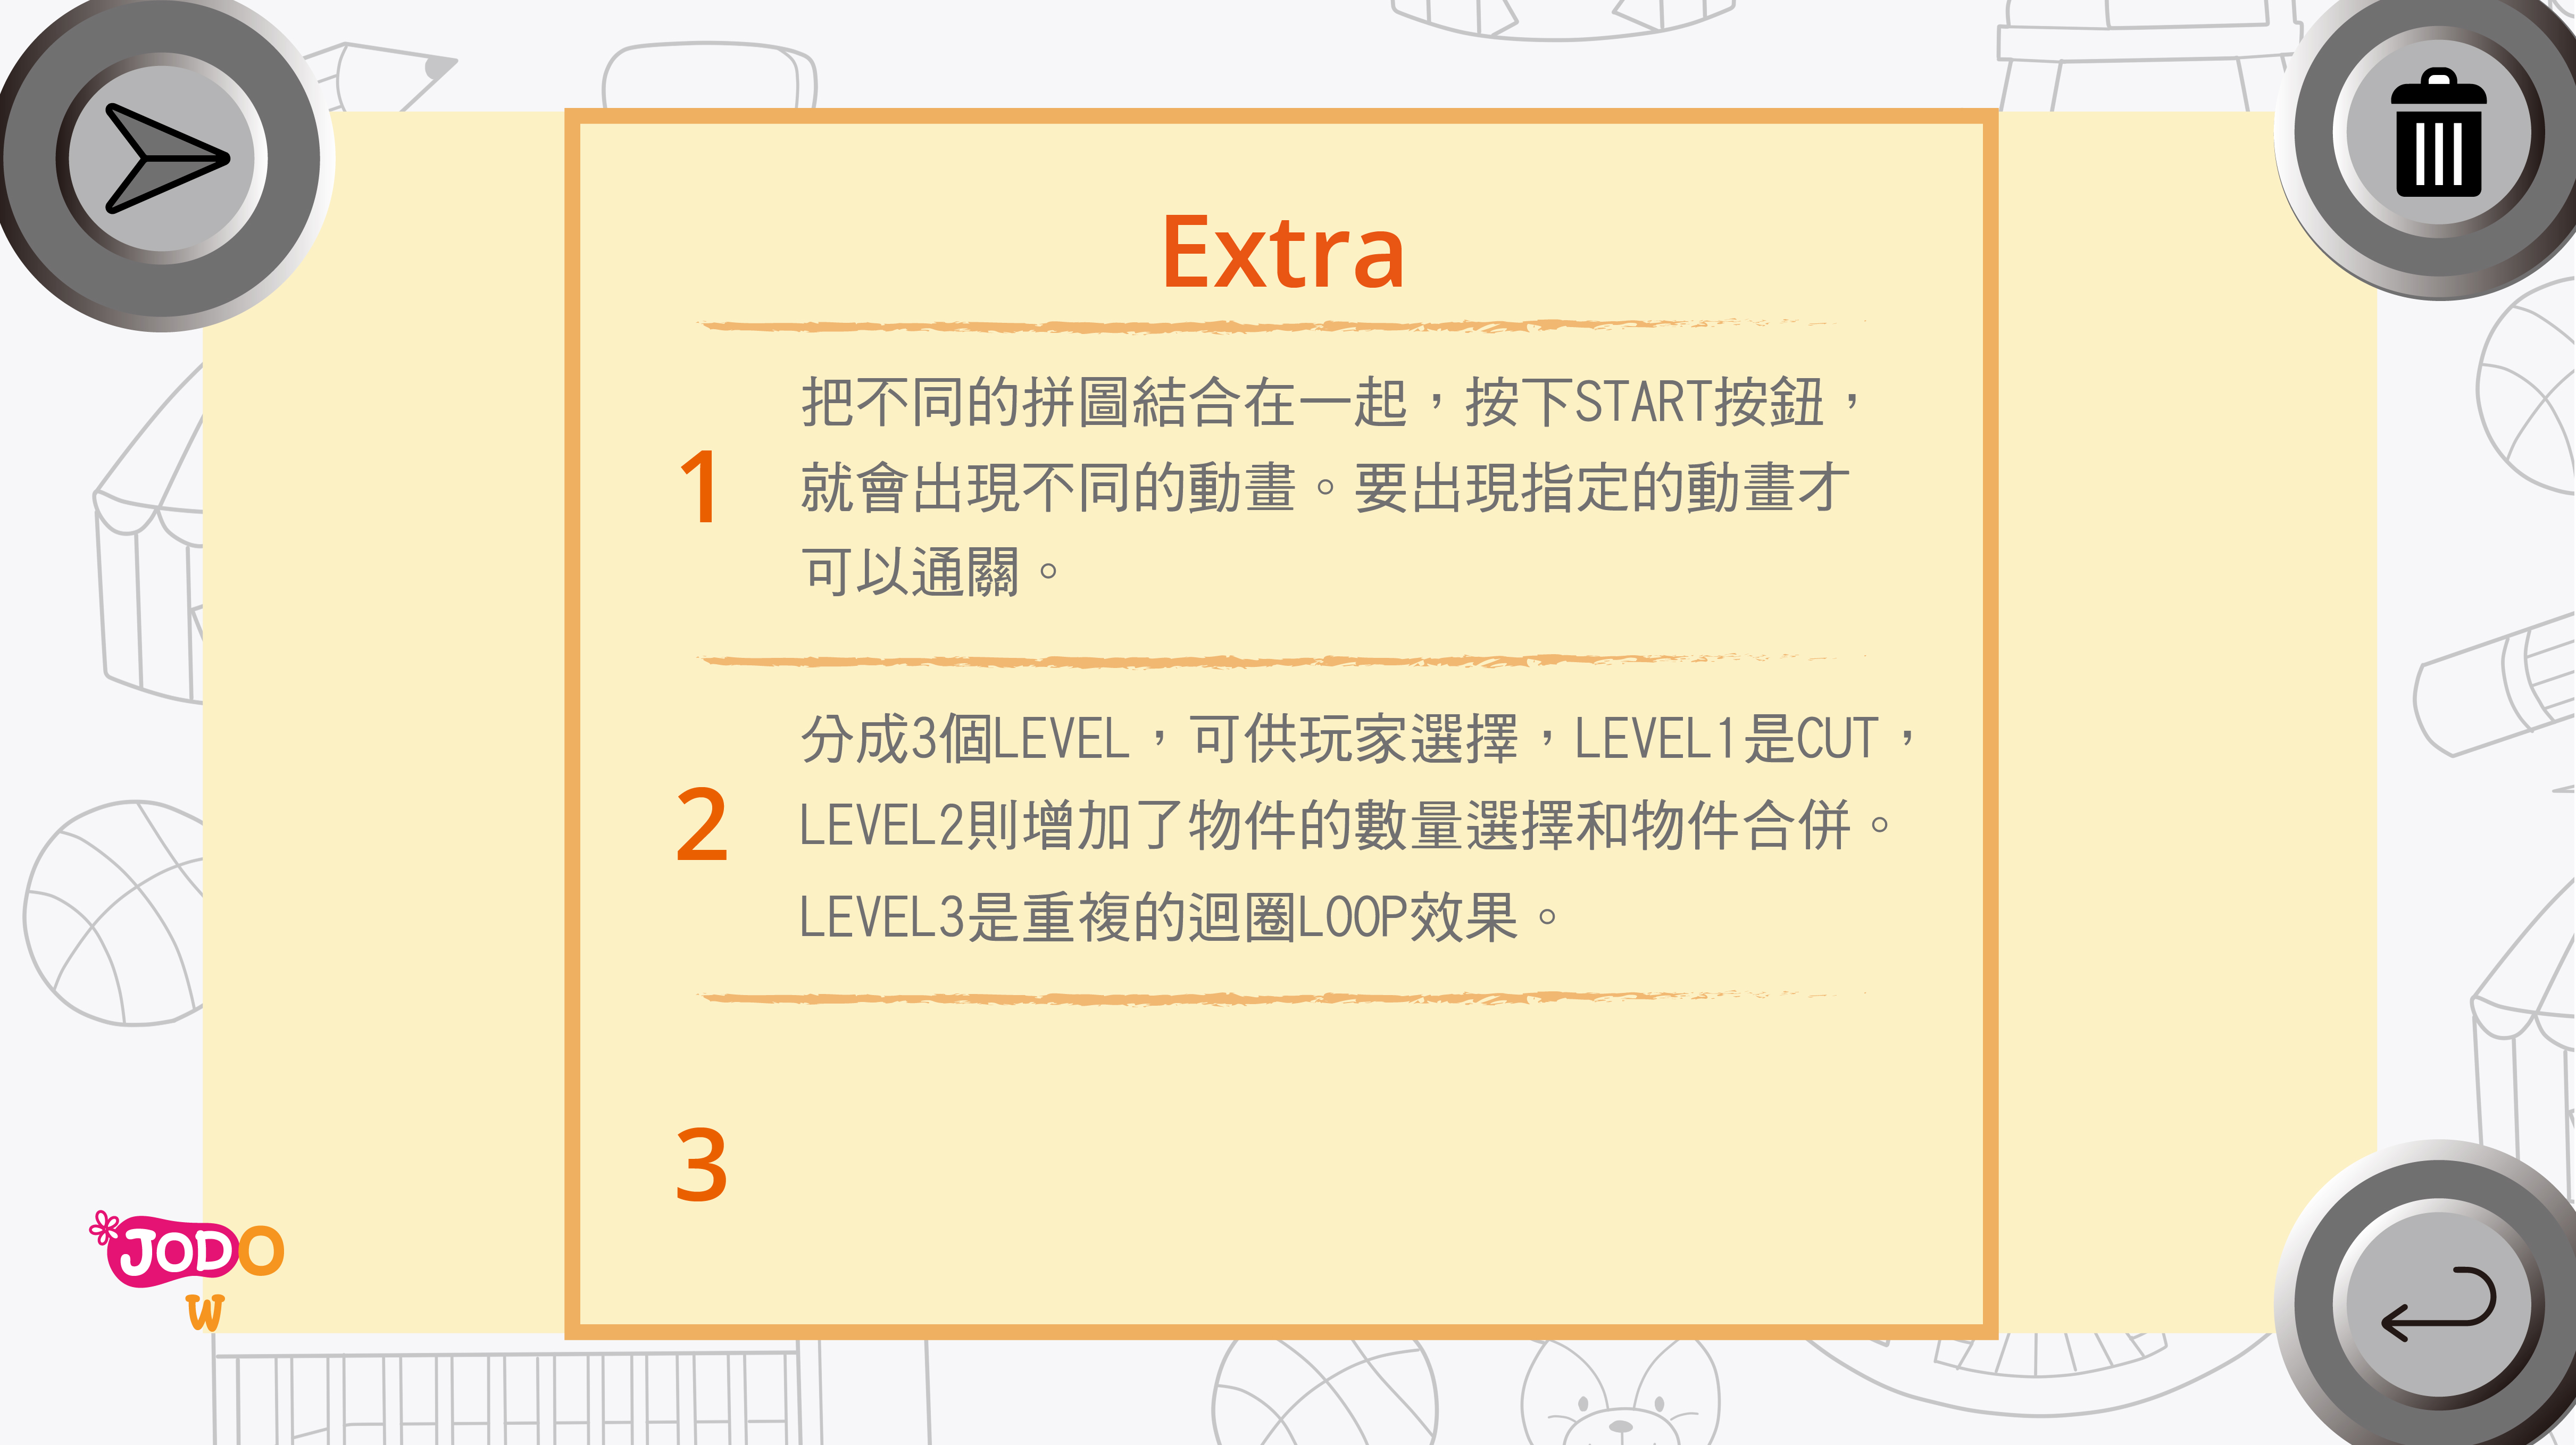 Extra
1
把不同的拼圖結合在一起，按下START按鈕，
就會出現不同的動畫。要出現指定的動畫才
可以通關。
2
分成3個LEVEL，可供玩家選擇，LEVEL1是CUT，
LEVEL2則增加了物件的數量選擇和物件合併。
LEVEL3是重複的迴圈LOOP效果。
3
JODO
W